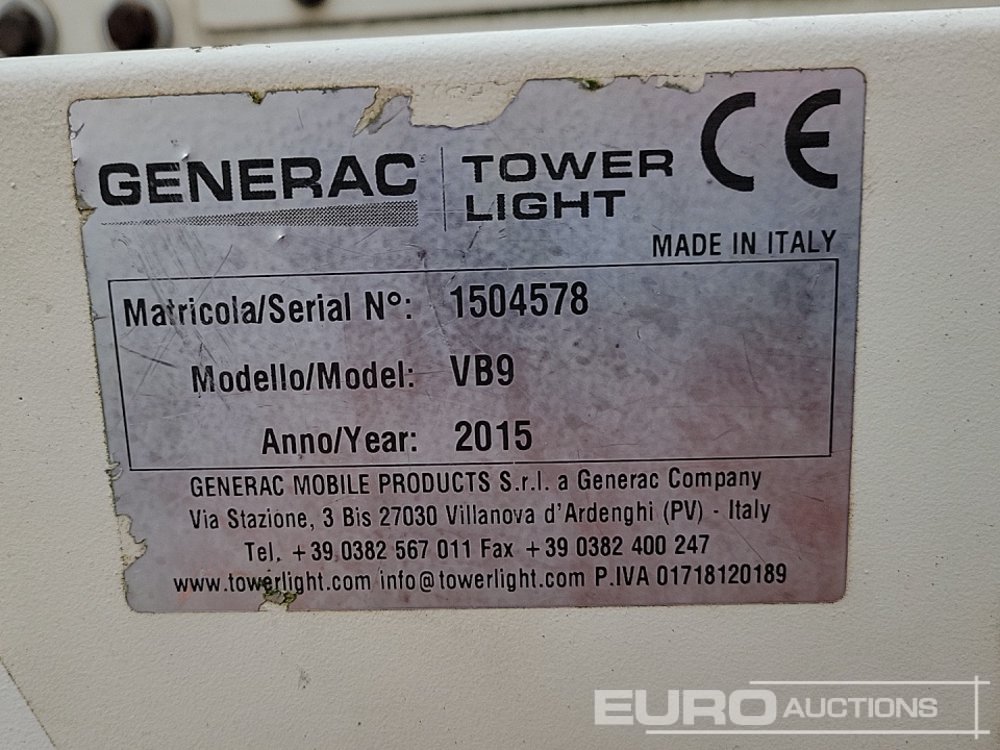 GENERAC
TOWER
LIGHT
CE
MADE IN ITALY
Matricola/Serial N°: 1504578
Modello/Model: VB9
Anno/Year: 2015
GENERAC MOBILE PRODUCTS S.r.l. a Generac Company
Via Stazione, 3 Bis 27030 Villanova d'Ardenghi (PV) - Italy
Tel. +39 0382 567 011 Fax +39 0382 400 247
www.towerlight.com info@towerlight.com P.IVA 01718120189
EURO AUCTIONS